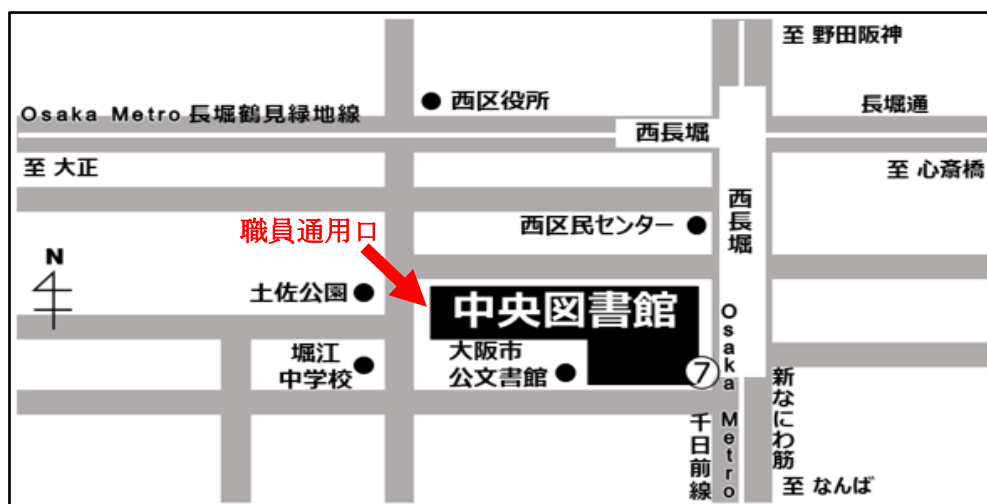 至 野田阪神
西区役所
長堀通
Osaka Metro 長堀鶴見緑地線
西長堀
至 大正
至 心斎橋
西長堀
職員通用口
西区民センター
N
土佐公園
中央図書館
堀江
中学校
大阪市
公文書館
⑦
Osaka Metro
千日前線
新なにわ筋
至 なんば